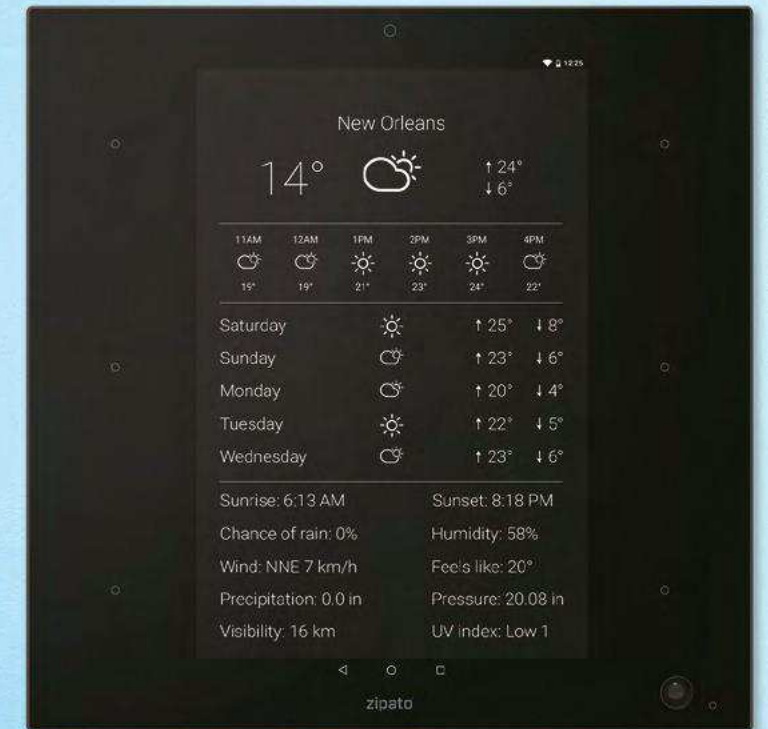 12:25
New Orleans
14° ↑ 24°
↓ 6°
11AM 12AM 1PM 2PM 3PM 4PM
19° 19° 21° 23° 24° 22°
Saturday ↑ 25° ↓ 8°
Sunday ↑ 23° ↓ 6°
Monday ↑ 20° ↓ 4°
Tuesday ↑ 22° ↓ 5°
Wednesday ↑ 23° ↓ 6°
Sunrise: 6:13 AM Sunset: 8:18 PM
Chance of rain: 0% Humidity: 58%
Wind: NNE 7 km/h Feels like: 20°
Precipitation: 0.0 in Pressure: 20.08 in
Visibility: 16 km UV index: Low 1
zipato